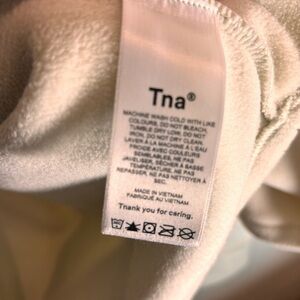 Tna®
MACHINE WASH COLD WITH LIKE
COLOURS, DO NOT BLEACH,
TUMBLE DRY LOW, DO NOT
IRON, DO NOT DRY CLEAN.
LAVER À LA MACHINE À L'EAU
FROIDE AVEC COULEURS
SEMBLABLES, NE PAS
JAVELISER, SÉCHER À BASSE
TEMPÉRATURE, NE PAS
REPASSER, NE PAS NETTOYER À
SEC.
MADE IN VIETNAM
FABRIQUÉ AU VIETNAM
Thank you for caring.